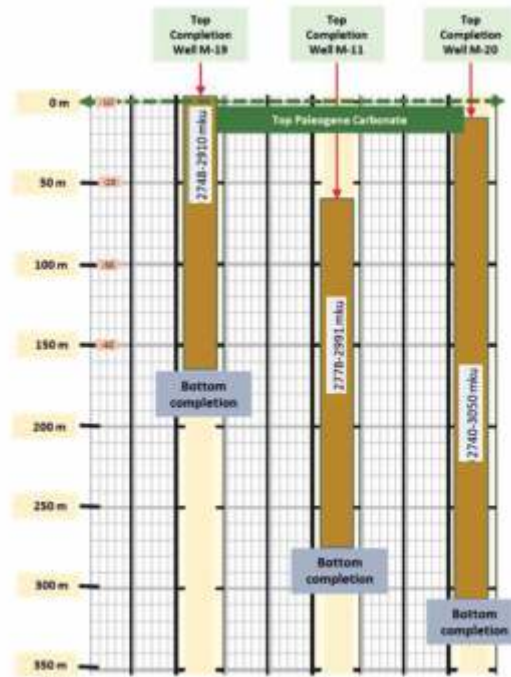 Top
Completion
Well M-19
Top
Completion
Well M-11
Top
Completion
Well M-20
0 m
Top Paleogene Carbonate
2748-2910 mku
50 m
100 m
2778-2991 mku
150 m
Bottom
completion
2740-3050 mku
200 m
250 m
Bottom
completion
300 m
Bottom
completion
350 m